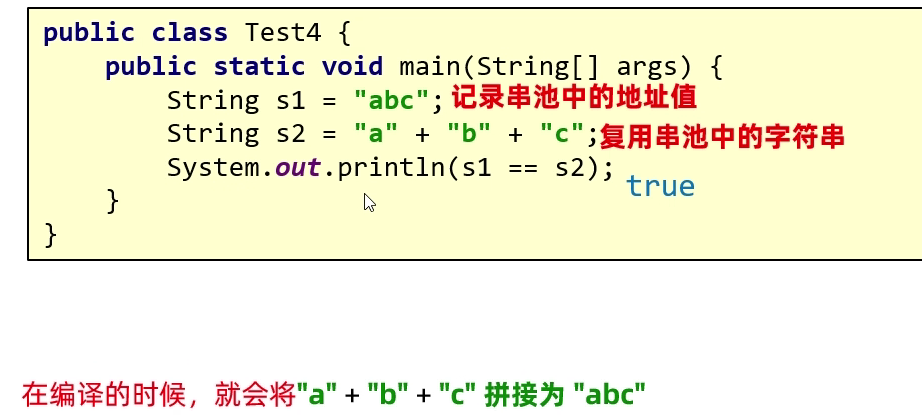 public class Test4 {
public static void main(String[] args) {
String s1 = "abc"; 记录串池中的地址值
String s2 = "a" + "b" + "c";复用串池中的字符串
System.out.println(s1 == s2);
true
}
}
在编译的时候，就会将"a" + "b" + "c" 拼接为 "abc"